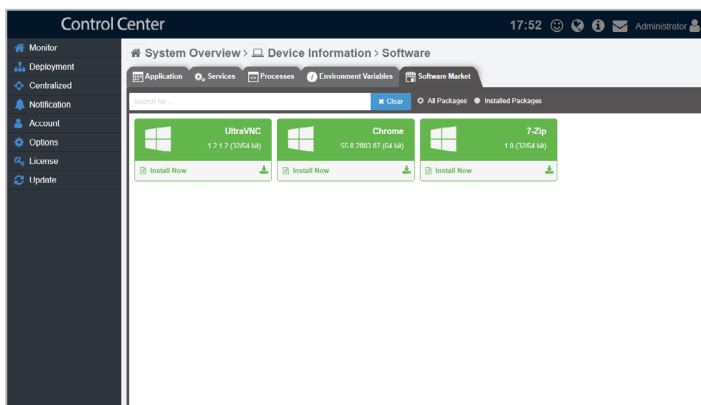 Control Center
17:52
Administrator
Monitor
Deployment
Centralized
Notification
Account
Options
License
Update
System Overview > Device Information > Software
Application
Services
Processes
Environment Variables
Software Market
Search for ...
Clear
All Packages
Installed Packages
UltraVNC
1.2.1.2 (32/64 bit)
Install Now
Chrome
55.0.2883.87 (64 bit)
Install Now
7-Zip
1.0 (32/64 bit)
Install Now